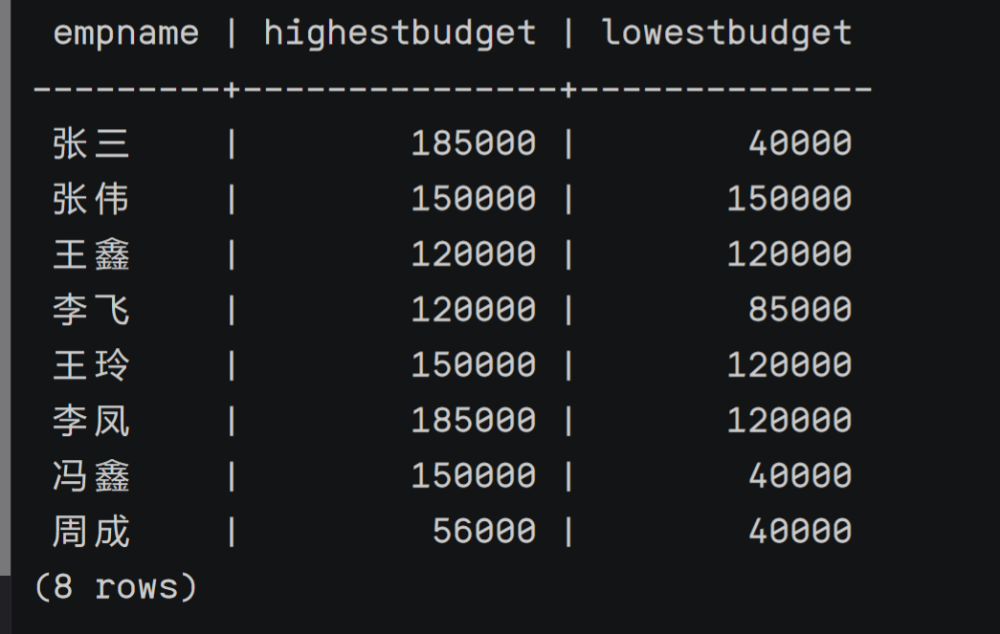 empname | highestbudget | lowestbudget
---------+---------------+--------------
张三 | 185000 | 40000
张伟 | 150000 | 150000
王鑫 | 120000 | 120000
李飞 | 120000 | 85000
王玲 | 150000 | 120000
李凤 | 185000 | 120000
冯鑫 | 150000 | 40000
周成 | 56000 | 40000
(8 rows)